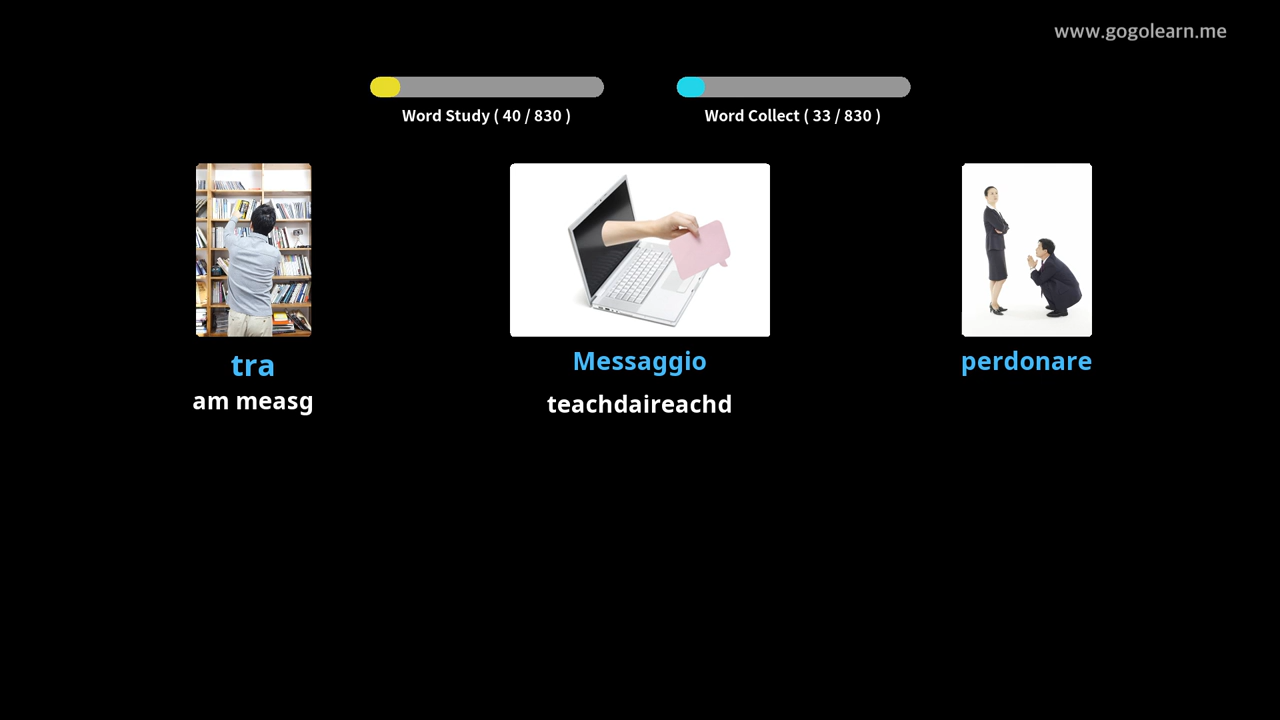 www.gogolearn.me
Word Study ( 40 / 830 )
Word Collect ( 33 / 830 )
tra
am measg
Messaggio
teachdaireachd
perdonare